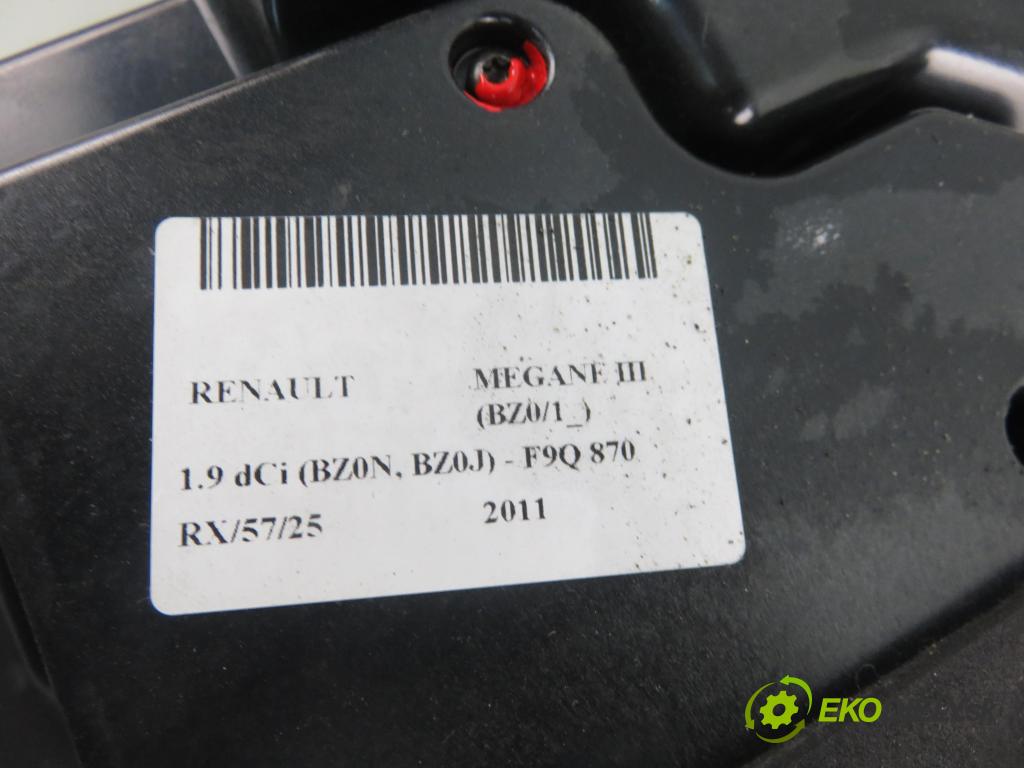 RENAULT MEGANE III
(BZ0/1_)
1.9 dCi (BZ0N, BZ0J) - F9Q 870
RX/57/25 2011
EKO